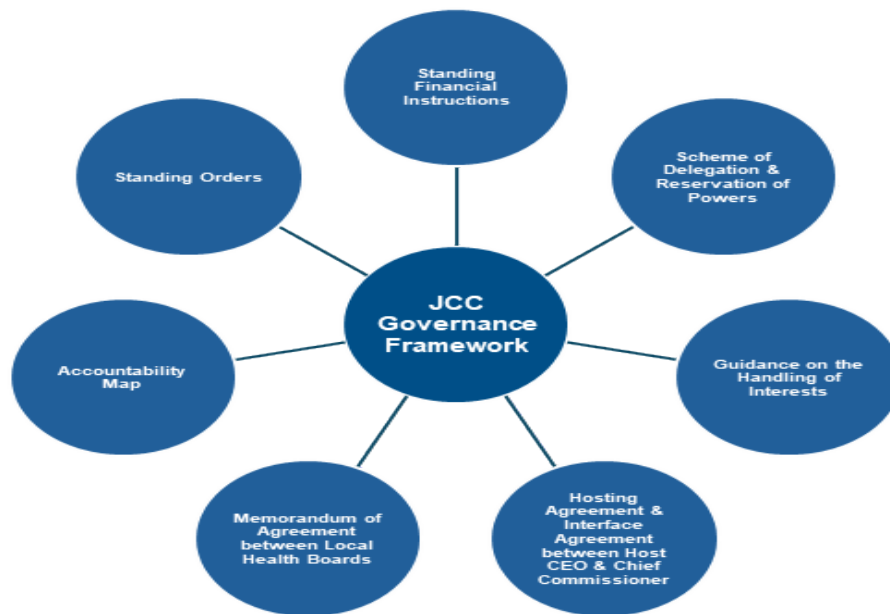 Standing
Financial
Instructions
Scheme of
Delegation &
Reservation of
Powers
Guidance on the
Handling of
Interests
Hosting
Agreement &
Interface
Agreement
between Host
CEO & Chief
Commissioner
Memorandum of
Agreement
between Local
Health Boards
Accountability
Map
Standing Orders
JCC
Governance
Framework